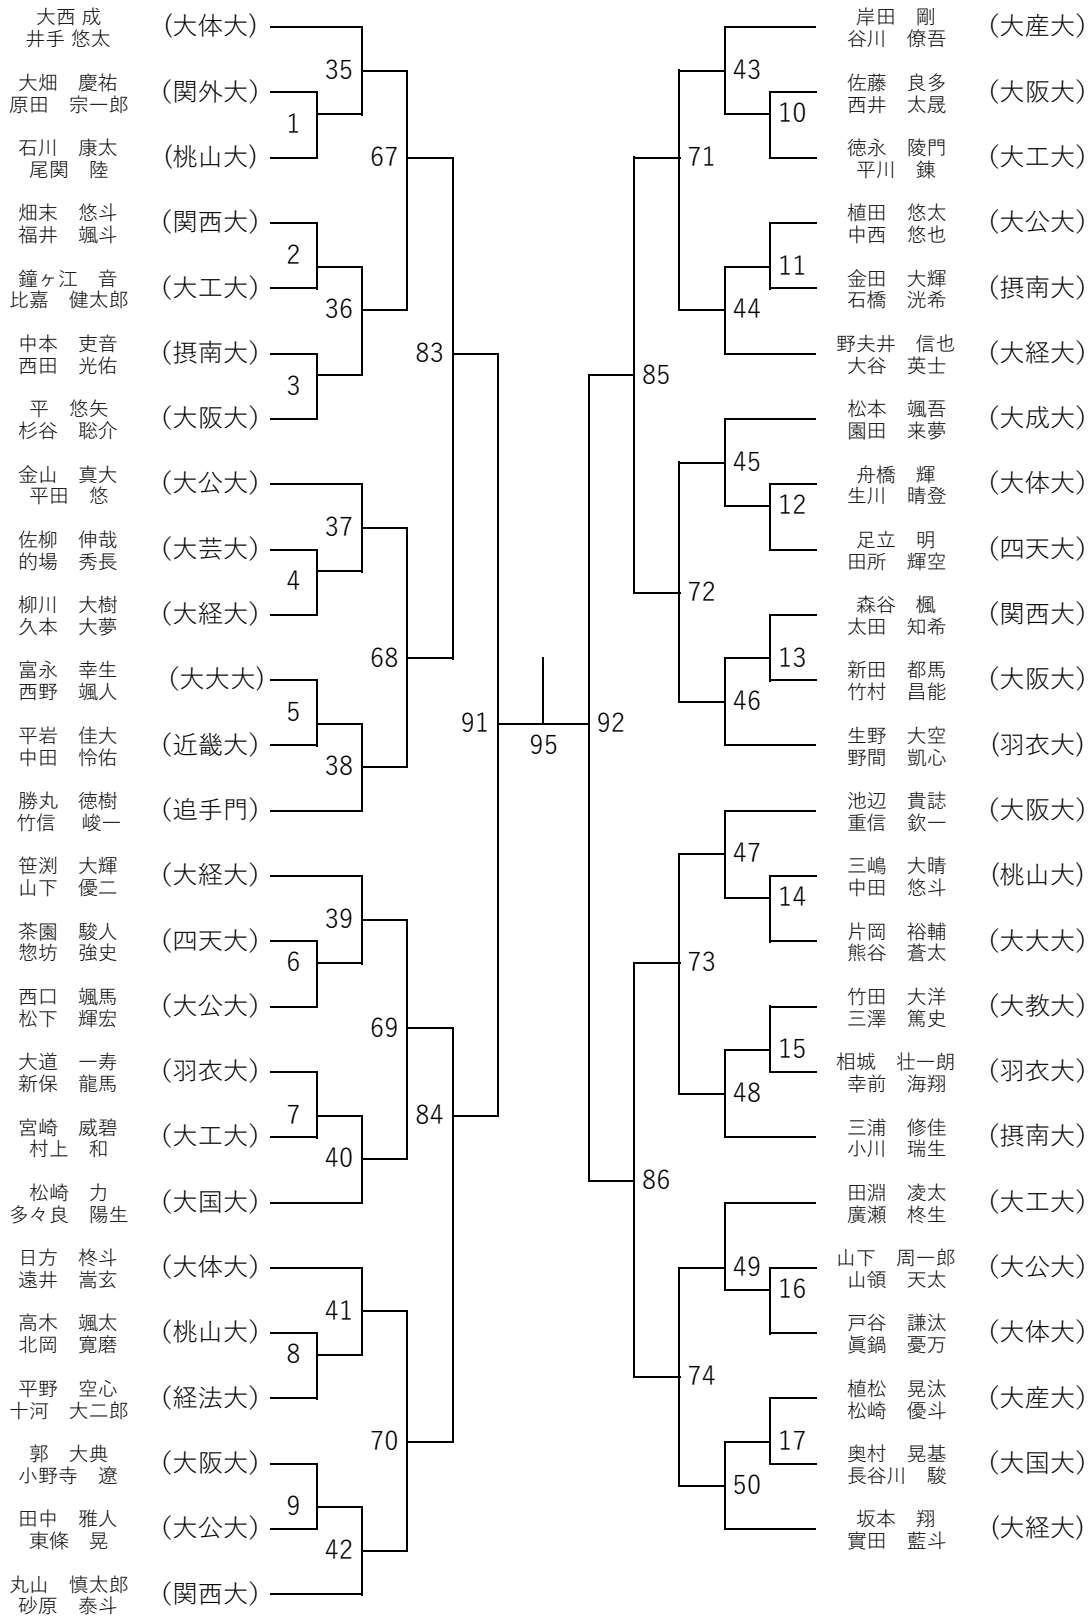 大西 成
井手 悠太
(大体大)
35
大畑　慶祐
原田　宗一郎
(関外大)
1
石川　康太
尾関　陸
(桃山大)
67
畑末　悠斗
福井　颯斗
(関西大)
2
鐘ヶ江　音
比嘉　健太郎
(大工大)
36
中本　吏音
西田　光佑
(摂南大)
83
3
平　悠矢
杉谷　聡介
(大阪大)
金山　真大
平田　悠
(大公大)
37
佐柳　伸哉
的場　秀長
(大芸大)
4
柳川　大樹
久本　大夢
(大経大)
68
富永　幸生
西野　颯人
(大大大)
5
平岩　佳大
中田　怜佑
(近畿大)
38
勝丸　徳樹
竹信　峻一
(追手門)
91
95
92
笹渕　大輝
山下　優二
(大経大)
39
茶園　駿人
惣坊　強史
(四天大)
6
西口　颯馬
松下　輝宏
(大公大)
69
大道　一寿
新保　龍馬
(羽衣大)
7
84
宮崎　威碧
村上　和
(大工大)
40
松崎　力
多々良　陽生
(大国大)
日方　柊斗
遠井　嵩玄
(大体大)
41
高木　颯太
北岡　寛磨
(桃山大)
8
平野　空心
十河　大二郎
(経法大)
70
郭　大典
小野寺　遼
(大阪大)
9
田中　雅人
東條　晃
(大公大)
42
丸山　慎太郎
砂原　泰斗
(関西大)
岸田　剛
谷川　僚吾
(大産大)
43
佐藤　良多
西井　太晟
(大阪大)
10
徳永　陵門
平川　錬
(大工大)
71
植田　悠太
中西　悠也
(大公大)
11
金田　大輝
石橋　洸希
(摂南大)
44
野夫井　信也
大谷　英士
(大経大)
85
松本　颯吾
園田　来夢
(大成大)
45
舟橋　輝
生川　晴登
(大体大)
12
足立　明
田所　輝空
(四天大)
72
森谷　楓
太田　知希
(関西大)
13
新田　都馬
竹村　昌能
(大阪大)
46
生野　大空
野間　凱心
(羽衣大)
池辺　貴誌
重信　欽一
(大阪大)
47
三嶋　大晴
中田　悠斗
(桃山大)
14
片岡　裕輔
熊谷　蒼太
(大大大)
73
竹田　大洋
三澤　篤史
(大教大)
15
相城　壮一朗
幸前　海翔
(羽衣大)
48
三浦　修佳
小川　瑞生
(摂南大)
86
田淵　凌太
廣瀬　柊生
(大工大)
49
山下　周一郎
山領　天太
(大公大)
16
戸谷　謙汰
眞鍋　憂万
(大体大)
74
植松　晃汰
松崎　優斗
(大産大)
17
奥村　晃基
長谷川　駿
(大国大)
50
坂本　翔
實田　藍斗
(大経大)